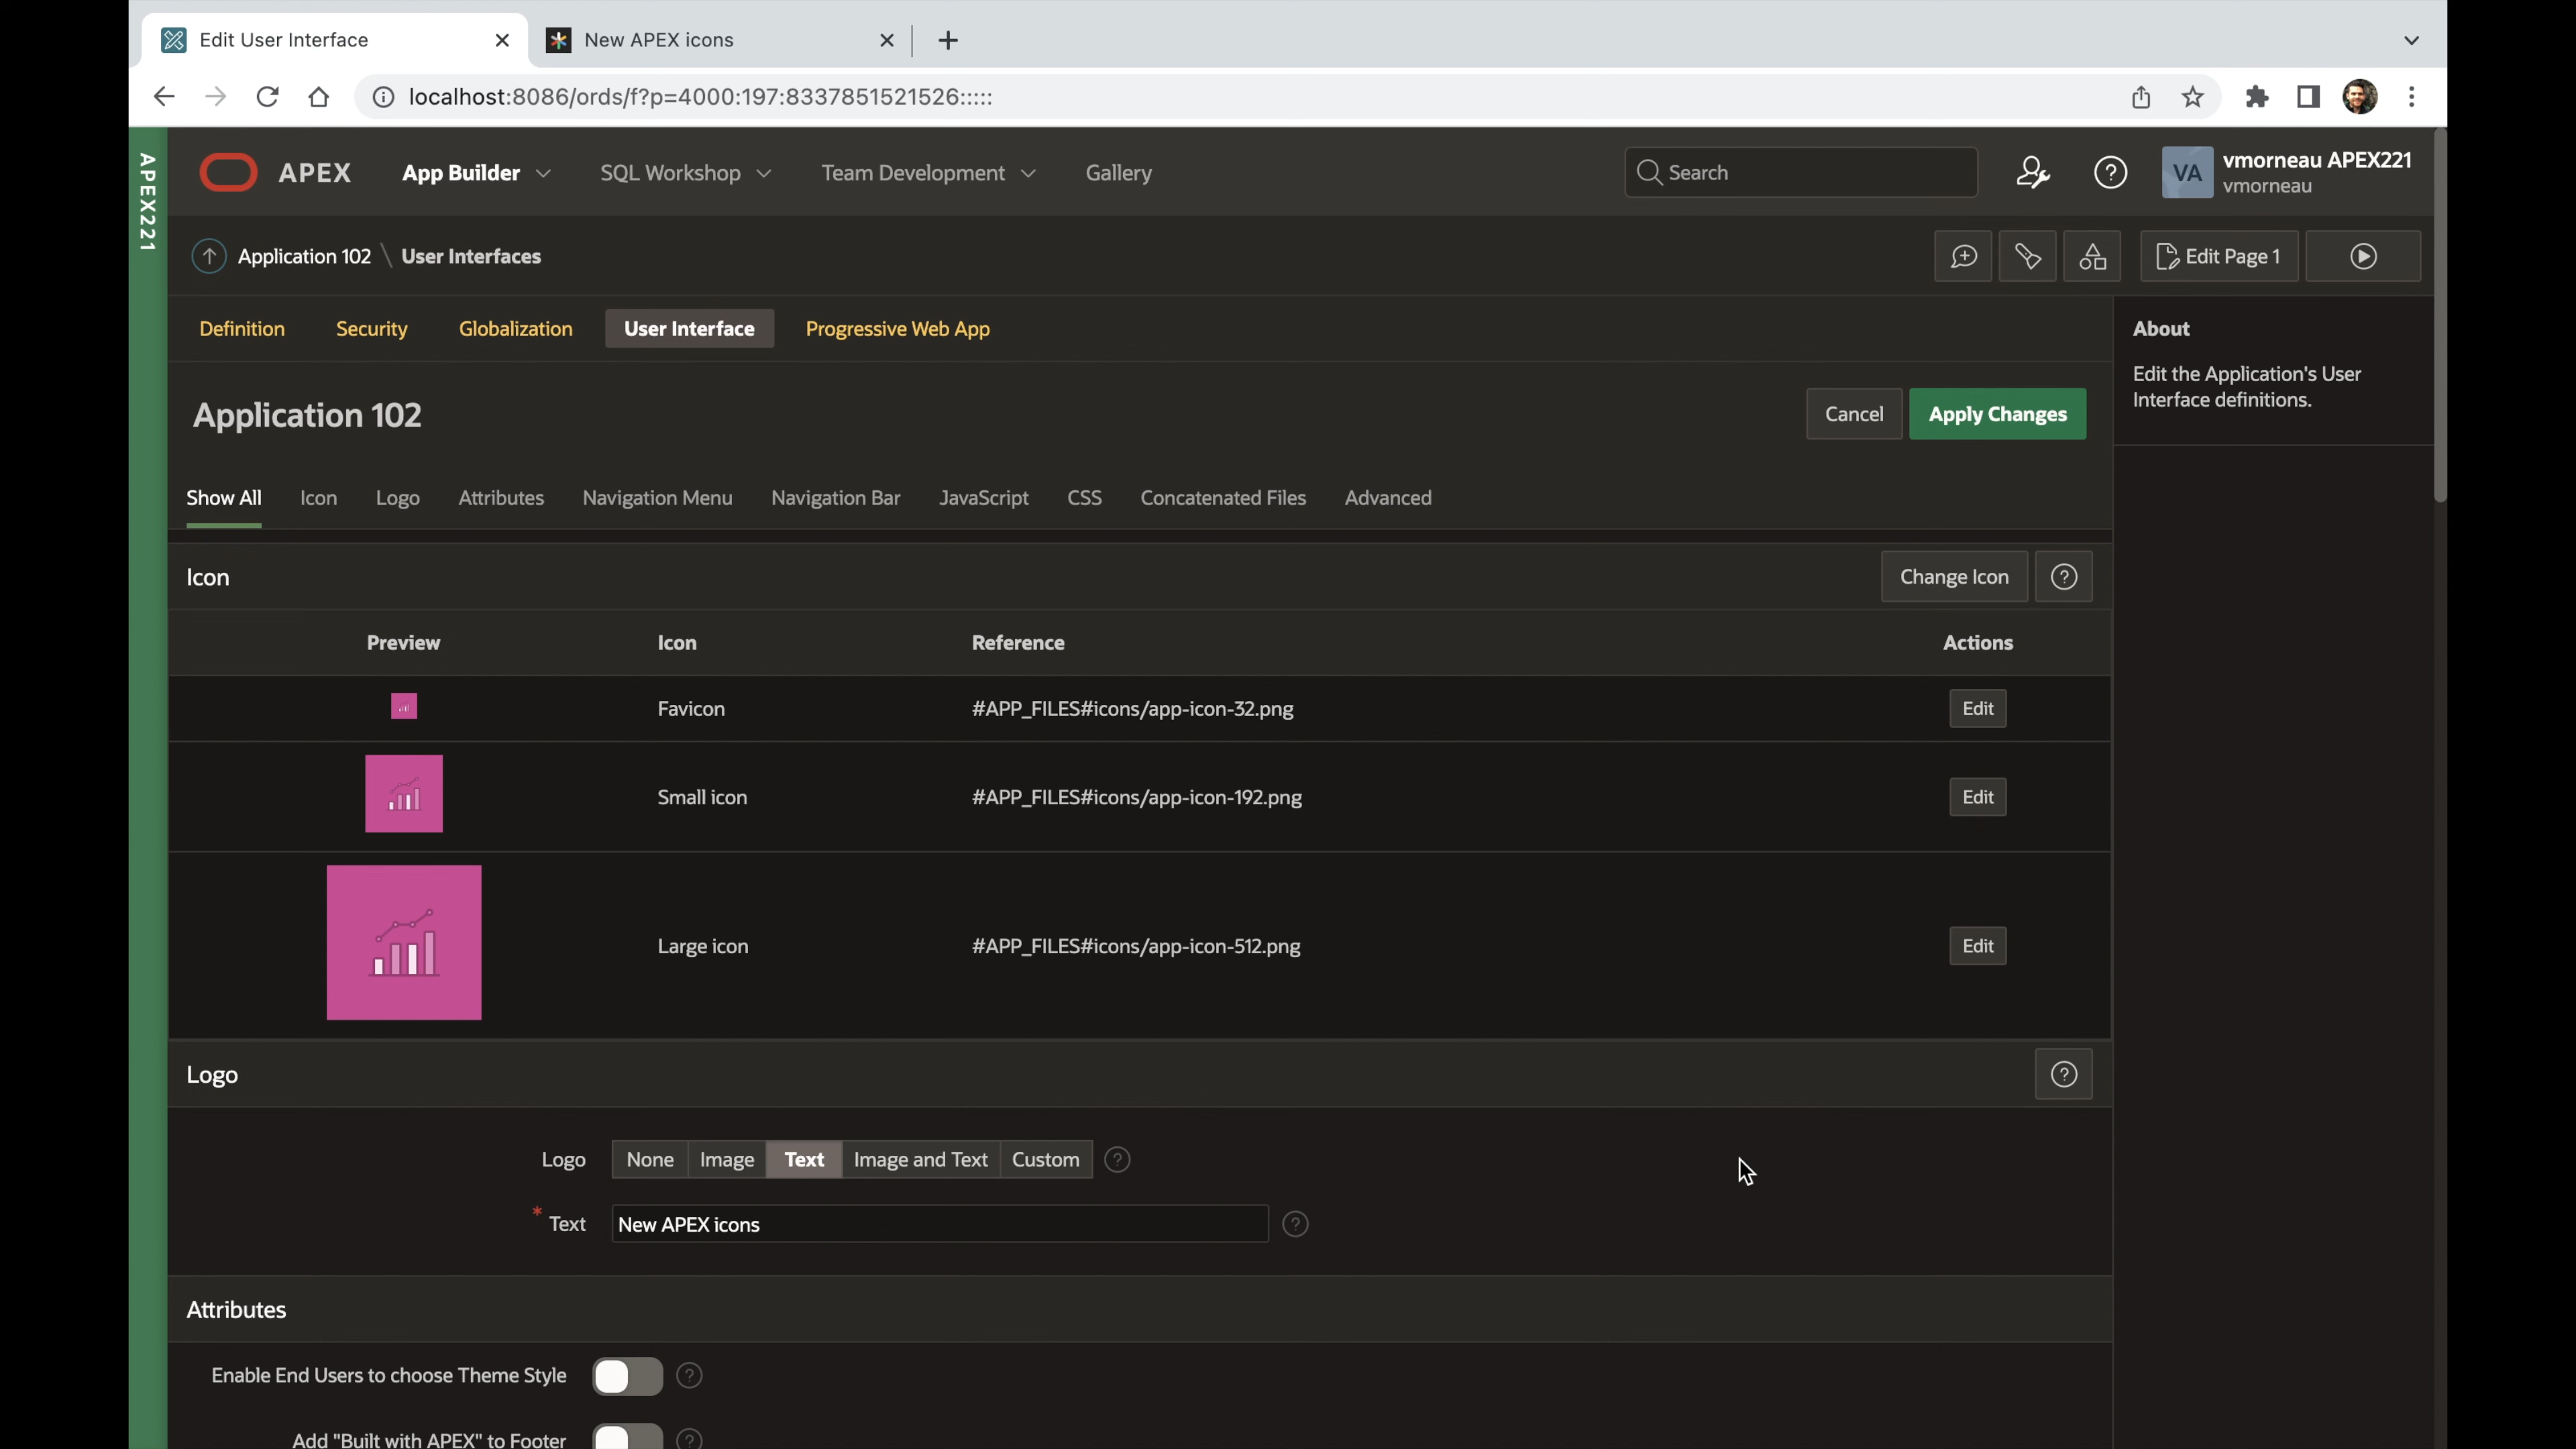 Edit User Interface
New APEX icons
localhost:8086/ords/f?p=4000:197:8337851521526:::::
APEX221
APEX
App Builder
SQL Workshop
Team Development
Gallery
Search
VA
vmorneau APEX221
vmorneau
Application 102 \ User Interfaces
Edit Page 1
Definition
Security
Globalization
User Interface
Progressive Web App
About
Edit the Application's User
Interface definitions.
Application 102
Cancel
Apply Changes
Show All
Icon
Logo
Attributes
Navigation Menu
Navigation Bar
JavaScript
CSS
Concatenated Files
Advanced
Icon
Change Icon
Preview
Icon
Reference
Actions
Favicon
#APP_FILES#icons/app-icon-32.png
Edit
Small icon
#APP_FILES#icons/app-icon-192.png
Edit
Large icon
#APP_FILES#icons/app-icon-512.png
Edit
Logo
Logo
None
Image
Text
Image and Text
Custom
* Text
New APEX icons
Attributes
Enable End Users to choose Theme Style
Add "Built with APEX" to Footer